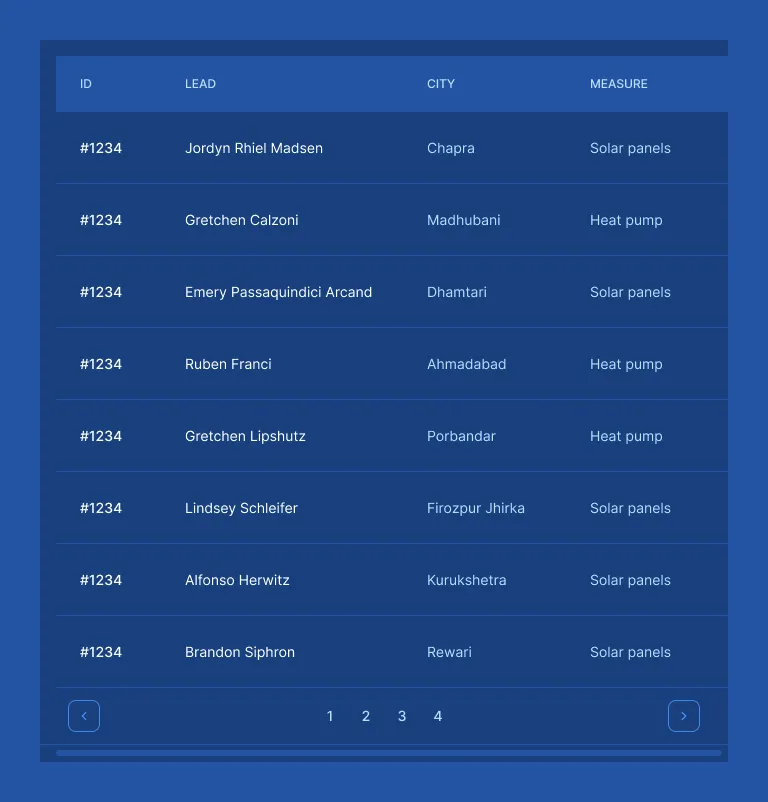 ID LEAD CITY MEASURE
#1234 Jordyn Rhiel Madsen Chapra Solar panels
#1234 Gretchen Calzoni Madhubani Heat pump
#1234 Emery Passaquindici Arcand Dhamtari Solar panels
#1234 Ruben Franci Ahmadabad Heat pump
#1234 Gretchen Lipshutz Porbandar Heat pump
#1234 Lindsey Schleifer Firozpur Jhirka Solar panels
#1234 Alfonso Herwitz Kurukshetra Solar panels
#1234 Brandon Siphron Rewari Solar panels
1 2 3 4